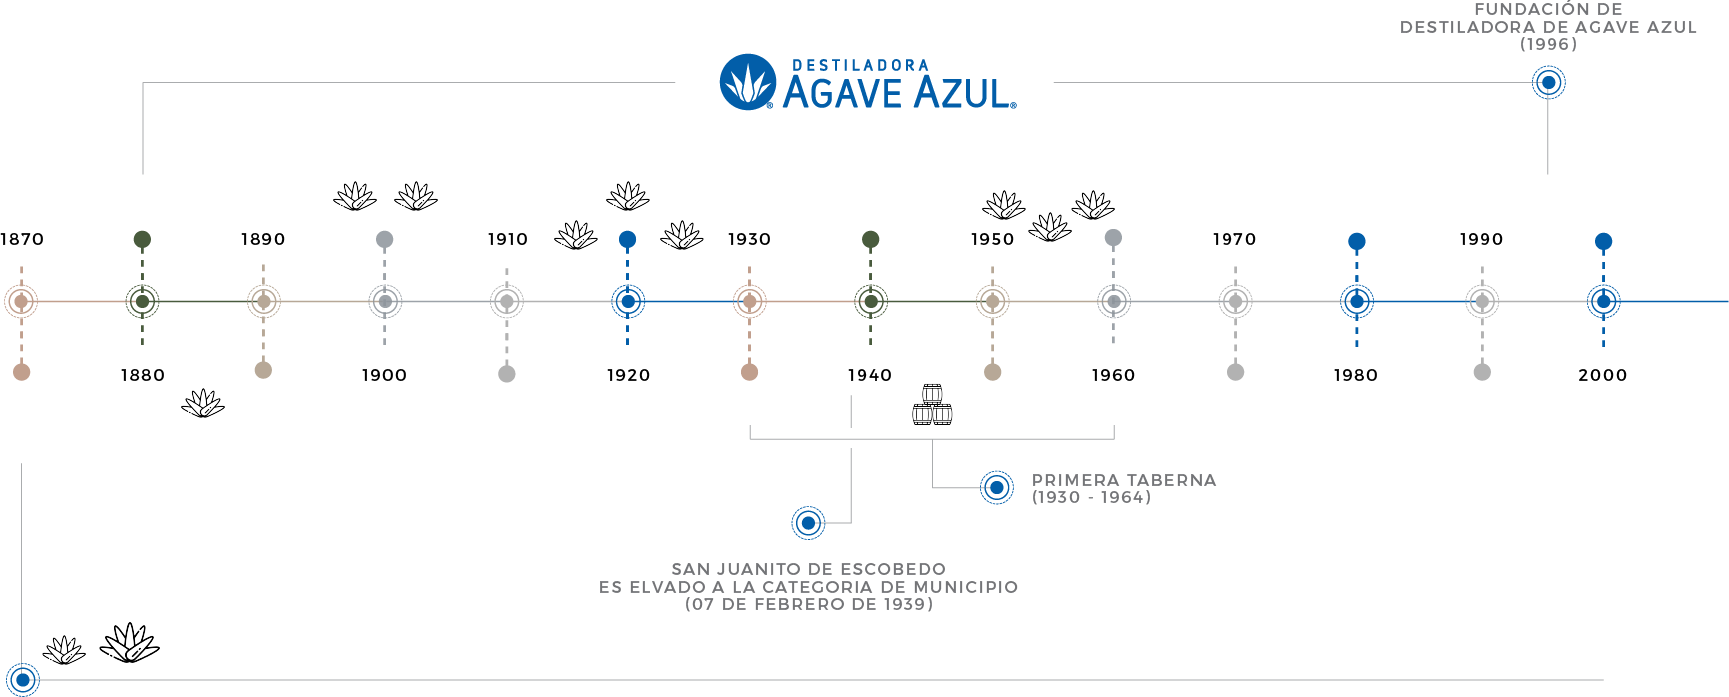 FUNDACIÓN DE
DESTILADORA DE AGAVE AZUL
(1996)
DESTILADORA
AGAVE AZUL®
1870
1890
1910
1930
1950
1970
1990
1880
1900
1920
1940
1960
1980
2000
PRIMERA TABERNA
(1930 - 1964)
SAN JUANITO DE ESCOBEDO
ES ELVADO A LA CATEGORIA DE MUNICIPIO
(07 DE FEBRERO DE 1939)